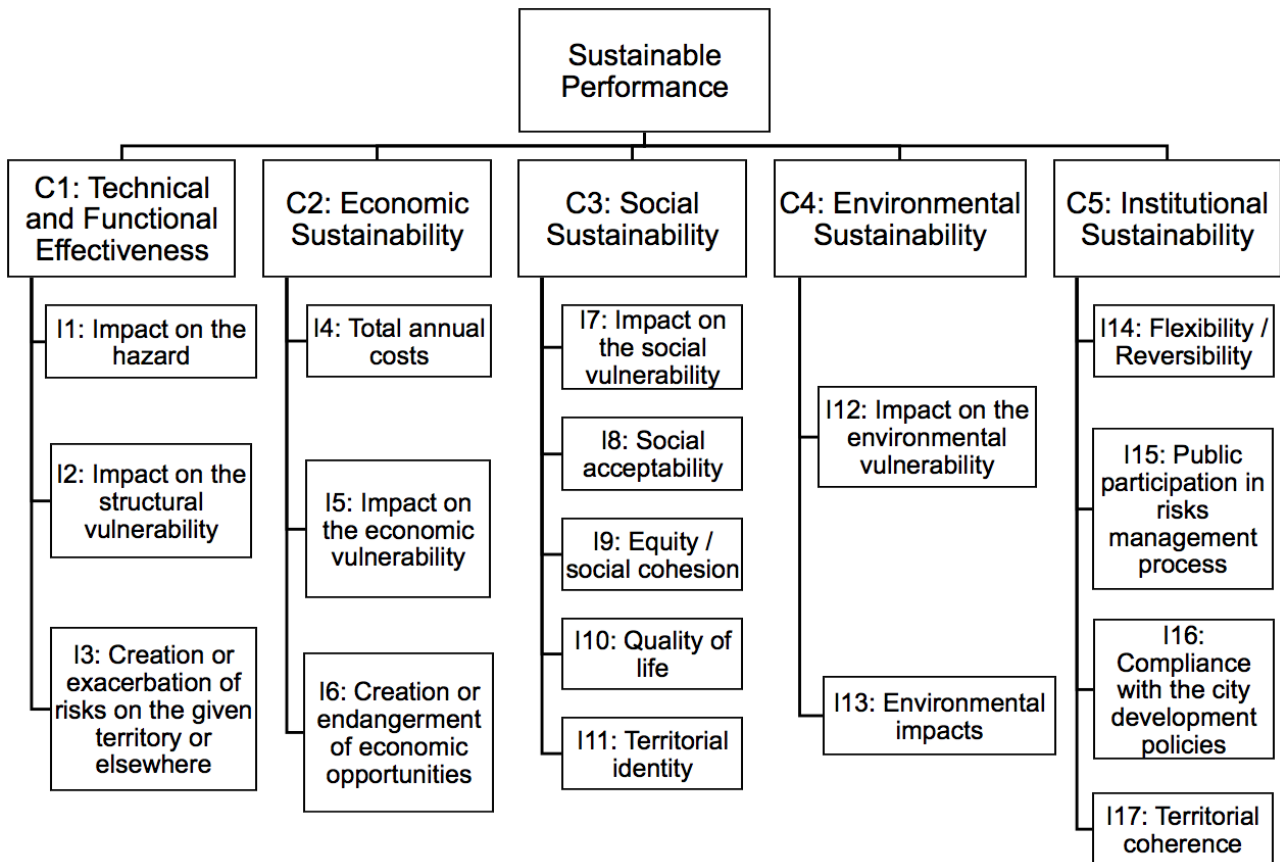 Sustainable
Performance
C1: Technical
and Functional
Effectiveness
C2: Economic
Sustainability
C3: Social
Sustainability
C4: Environmental
Sustainability
C5: Institutional
Sustainability
I1: Impact on the
hazard
I2: Impact on the
structural
vulnerability
I3: Creation or
exacerbation of
risks on the given
territory or
elsewhere
I4: Total annual
costs
I5: Impact on
the economic
vulnerability
I6: Creation or
endangerment
of economic
opportunities
I7: Impact on
the social
vulnerability
I8: Social
acceptability
I9: Equity /
social cohesion
I10: Quality of
life
I11: Territorial
identity
I12: Impact on the
environmental
vulnerability
I13: Environmental
impacts
I14: Flexibility /
Reversibility
I15: Public
participation in
risks
management
process
I16:
Compliance
with the city
development
policies
I17: Territorial
coherence